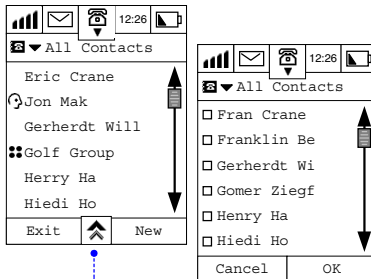 12:26
All Contacts
Eric Crane
Jon Mak
Gerherdt Will
Golf Group
Herry Ha
Hiedi Ho
Exit New
12:26
All Contacts
Fran Crane
Franklin Be
Gerherdt Wi
Gomer Ziegf
Henry Ha
Hiedi Ho
Cancel OK